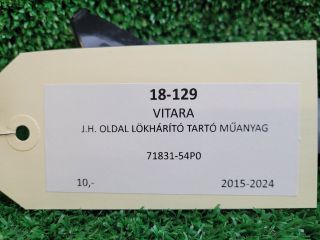 18-129
VITARA
J.H. OLDAL LÖKHÁRÍTÓ TARTÓ MŰANYAG
71831-54P0
10,- 2015-2024